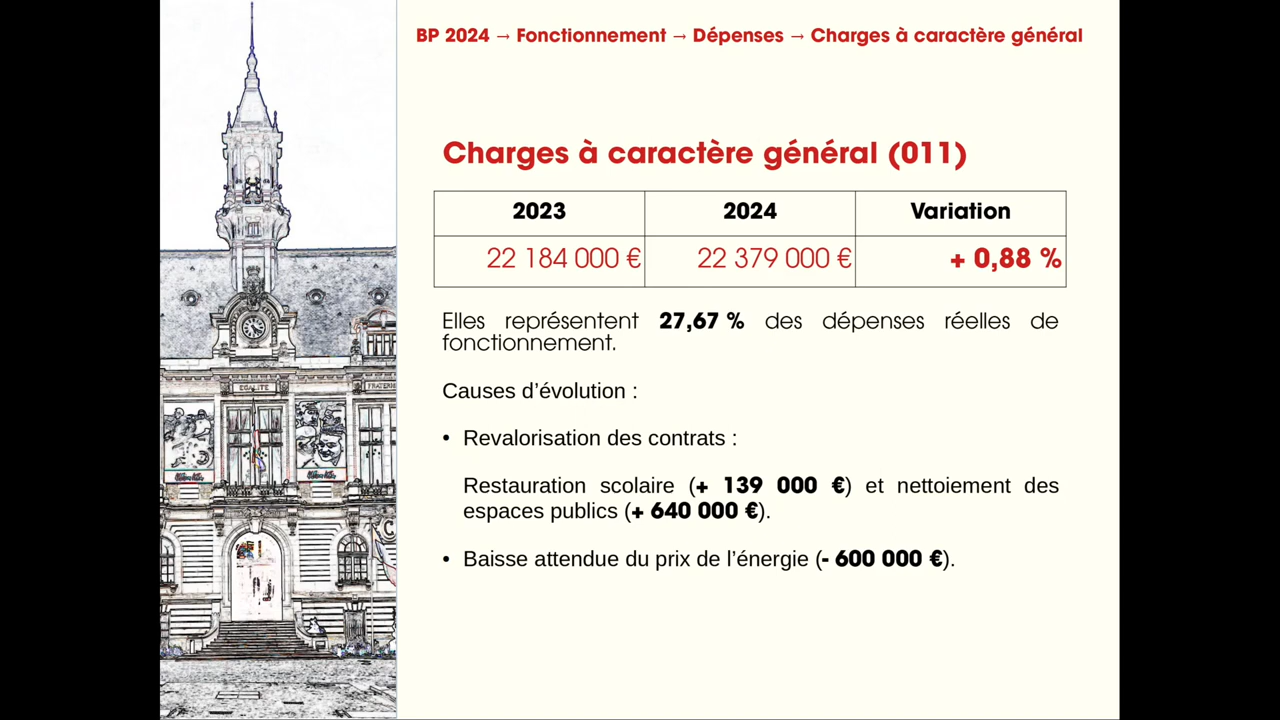 BP 2024 → Fonctionnement → Dépenses → Charges à caractère général
Charges à caractère général (011)
2023 2024 Variation
22 184 000 € 22 379 000 € + 0,88 %
Elles représentent 27,67 % des dépenses réelles de
fonctionnement.
Causes d’évolution :
• Revalorisation des contrats :
Restauration scolaire (+ 139 000 €) et nettoiement des
espaces publics (+ 640 000 €).
• Baisse attendue du prix de l’énergie (- 600 000 €).
EGALITE